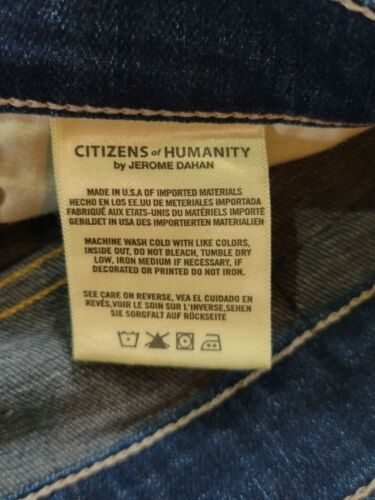 CITIZENS of HUMANITY
by JEROME DAHAN
MADE IN U.S.A OF IMPORTED MATERIALS
HECHO EN LOS EE.UU DE METERIALES IMPORTADA
FABRIQUÉ AUX ETATS-UNIS DU MATÉRIELS IMPORTÉ
GEBILDET IN USA DES IMPORTIERTEN MATERIALIEN
MACHINE WASH COLD WITH LIKE COLORS,
INSIDE OUT, DO NOT BLEACH, TUMBLE DRY
LOW, IRON MEDIUM IF NECESSARY, IF
DECORATED OR PRINTED DO NOT IRON.
SEE CARE ON REVERSE, VEA EL CUIDADO EN
REVÉS,VOIR LE SOIN SUR L'INVERSE,SEHEN
SIE SORGFALT AUF RÜCKSEITE